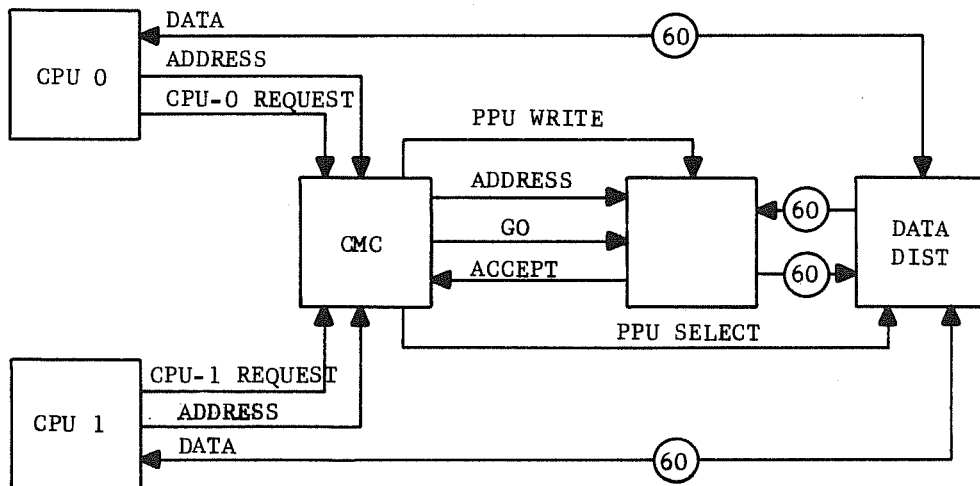 DATA
60
CPU 0
ADDRESS
CPU-0 REQUEST
PPU WRITE
CMC
ADDRESS
GO
ACCEPT
60
60
DATA
DIST
PPU SELECT
CPU-1 REQUEST
CPU 1
ADDRESS
DATA
60